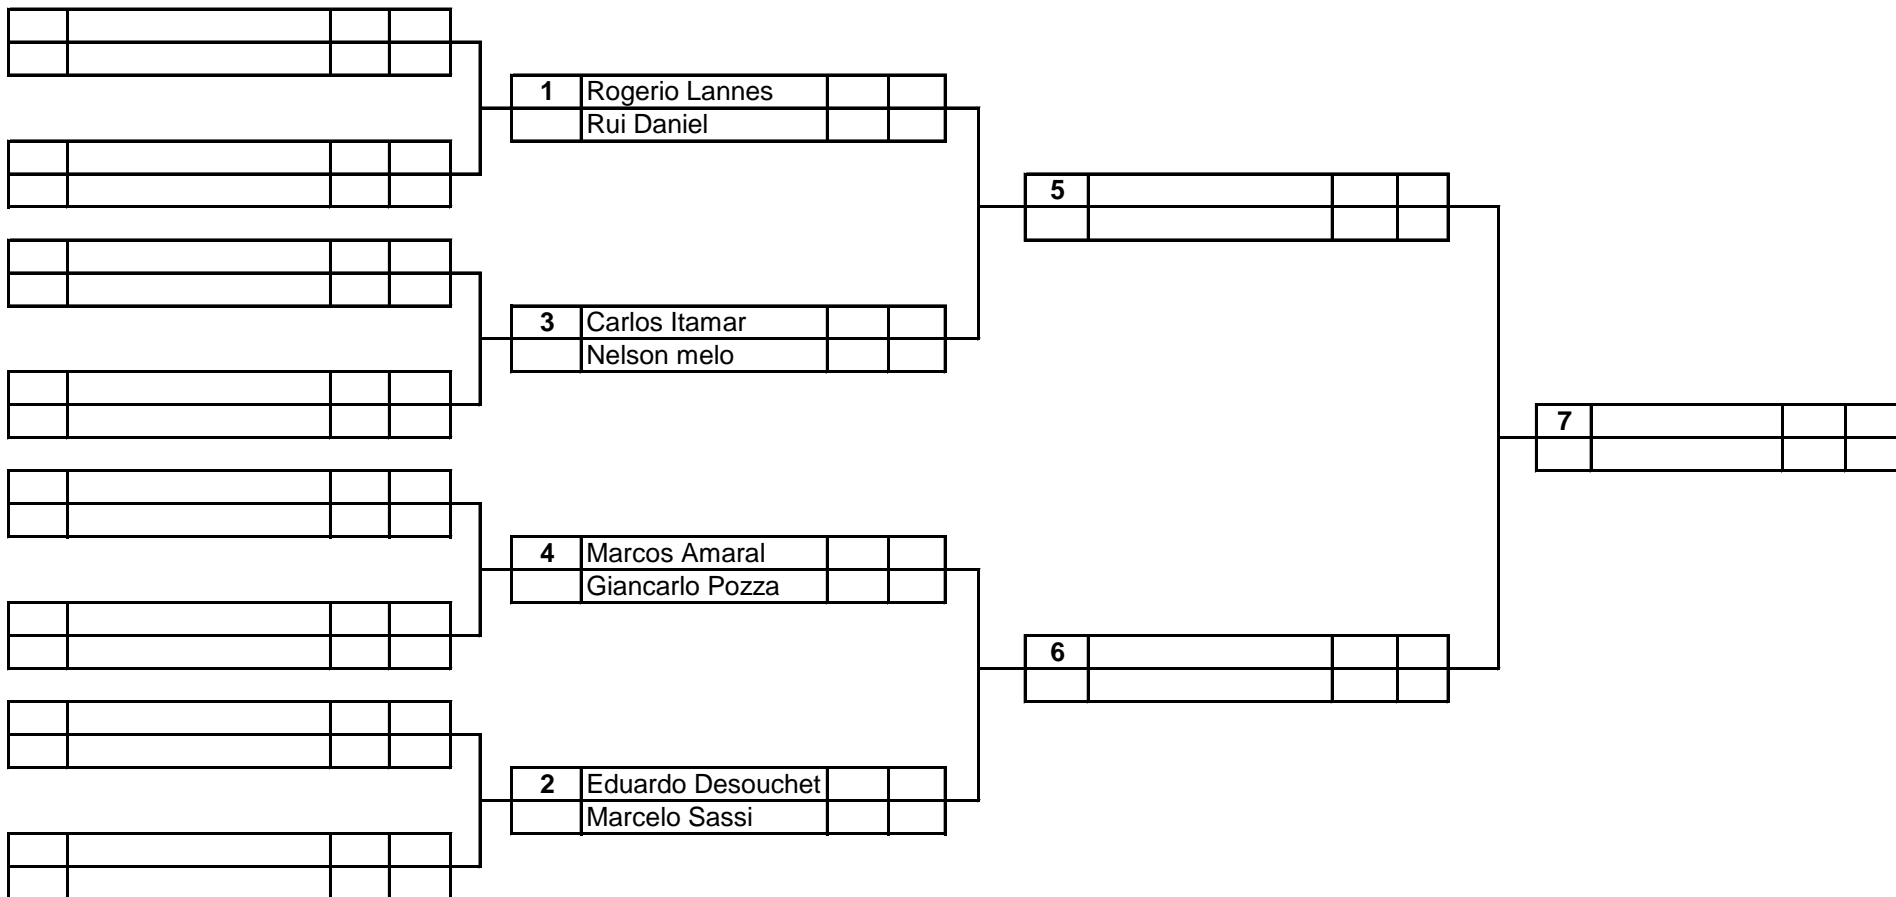 1 Rogerio Lannes
Rui Daniel
5
3 Carlos Itamar
Nelson melo
7
4 Marcos Amaral
Giancarlo Pozza
6
2 Eduardo Desouchet
Marcelo Sassi